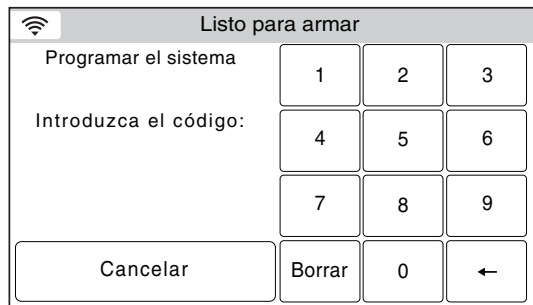 Listo para armar
Programar el sistema
1 2 3
Introduzca el código:
4 5 6
7 8 9
Cancelar Borrar 0 ←